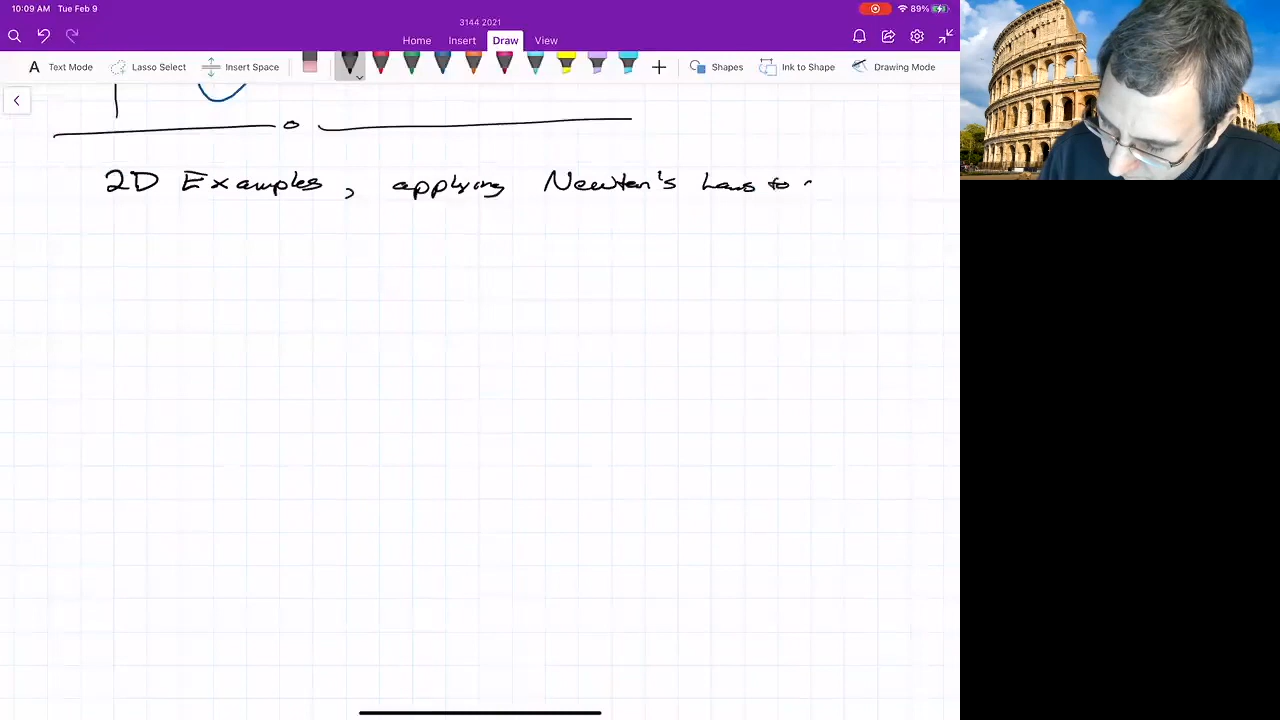 10:09 AM Tue Feb 9
89%
3144 2021
Home Insert Draw View
Text Mode Lasso Select Insert Space Shapes Ink to Shape Drawing Mode
2D Examples, applying Newton's Laws to